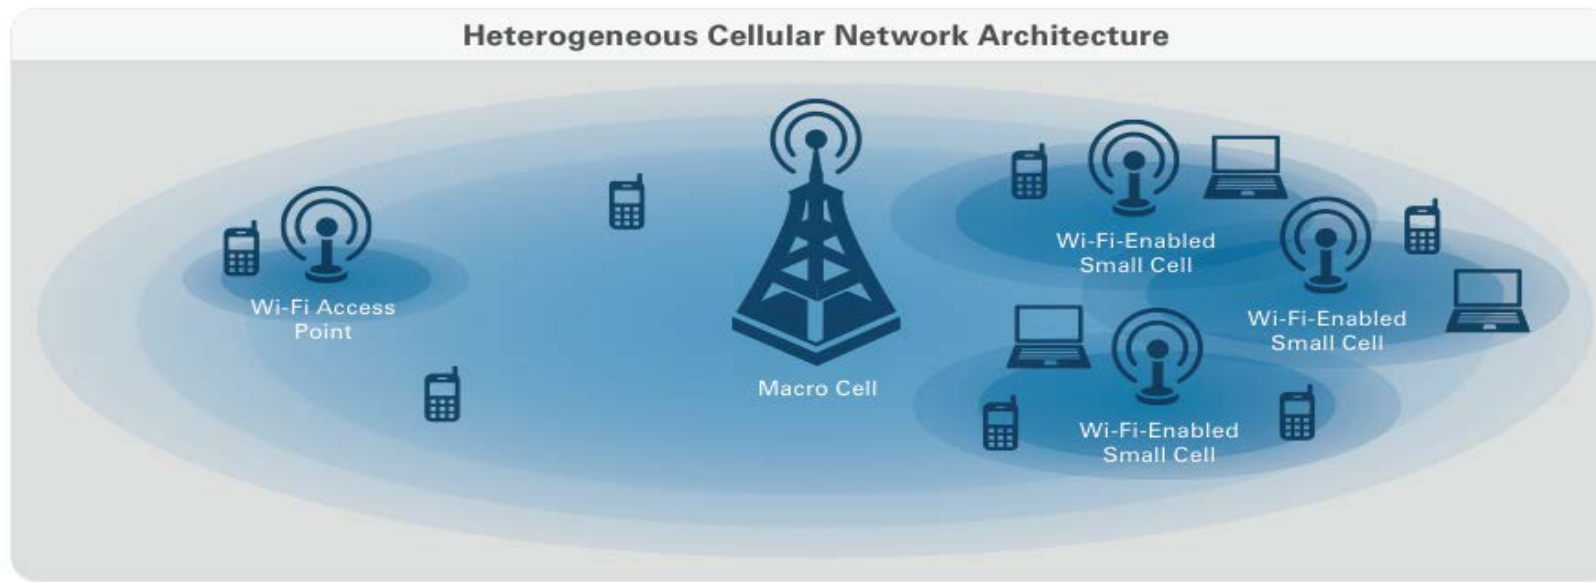 Heterogeneous Cellular Network Architecture
Wi-Fi Access
Point
Macro Cell
Wi-Fi-Enabled
Small Cell
Wi-Fi-Enabled
Small Cell
Wi-Fi-Enabled
Small Cell